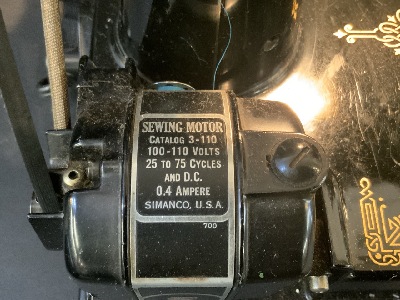 SEWING MOTOR
CATALOG 3-110
100-110 VOLTS
25 TO 75 CYCLES
AND D.C.
0.4 AMPERE
SIMANCO, U.S.A.
700